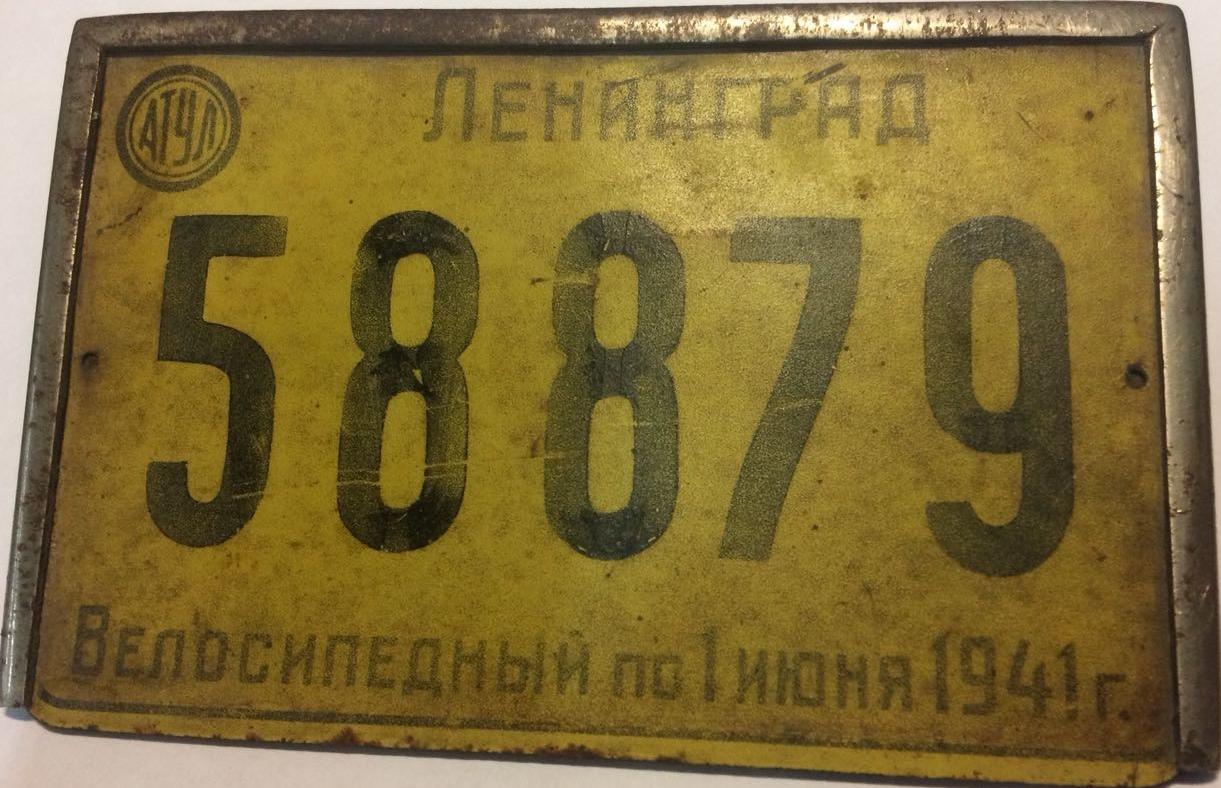 АТУЛ
ЛЕНИНГРАД
58879
ВЕЛОСИПЕДНЫЙ по 1 ИЮНЯ 1941 г.